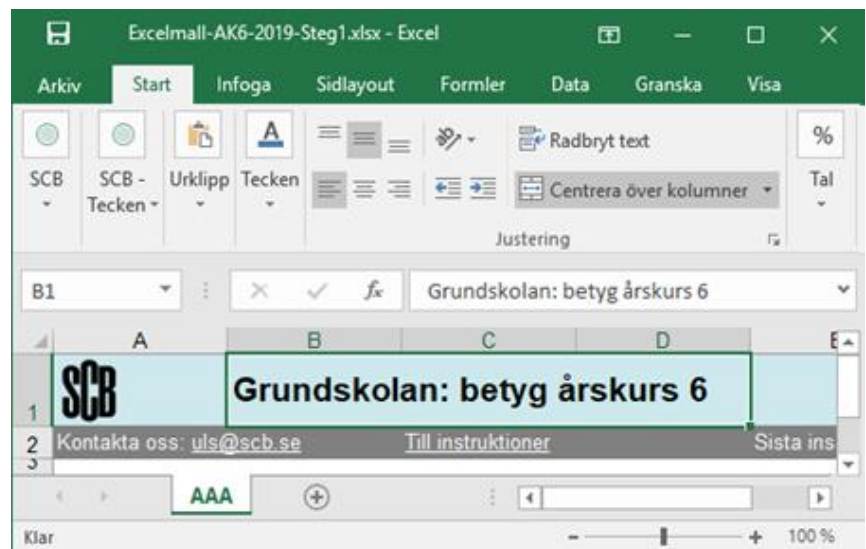 Excelmall-AK6-2019-Steg1.xlsx - Excel
Arkiv Start Infoga Sidlayout Formler Data Granska Visa
SCB SCB - Tecken Urklipp Tecken Radbryt text % Tal
Centrera över kolumner
Justering
B1 fx Grundskolan: betyg årskurs 6
A B C D E
1 SCB Grundskolan: betyg årskurs 6
2 Kontakta oss: uls@scb.se Till instruktioner Sista ins
3
AAA
Klar - + 100 %